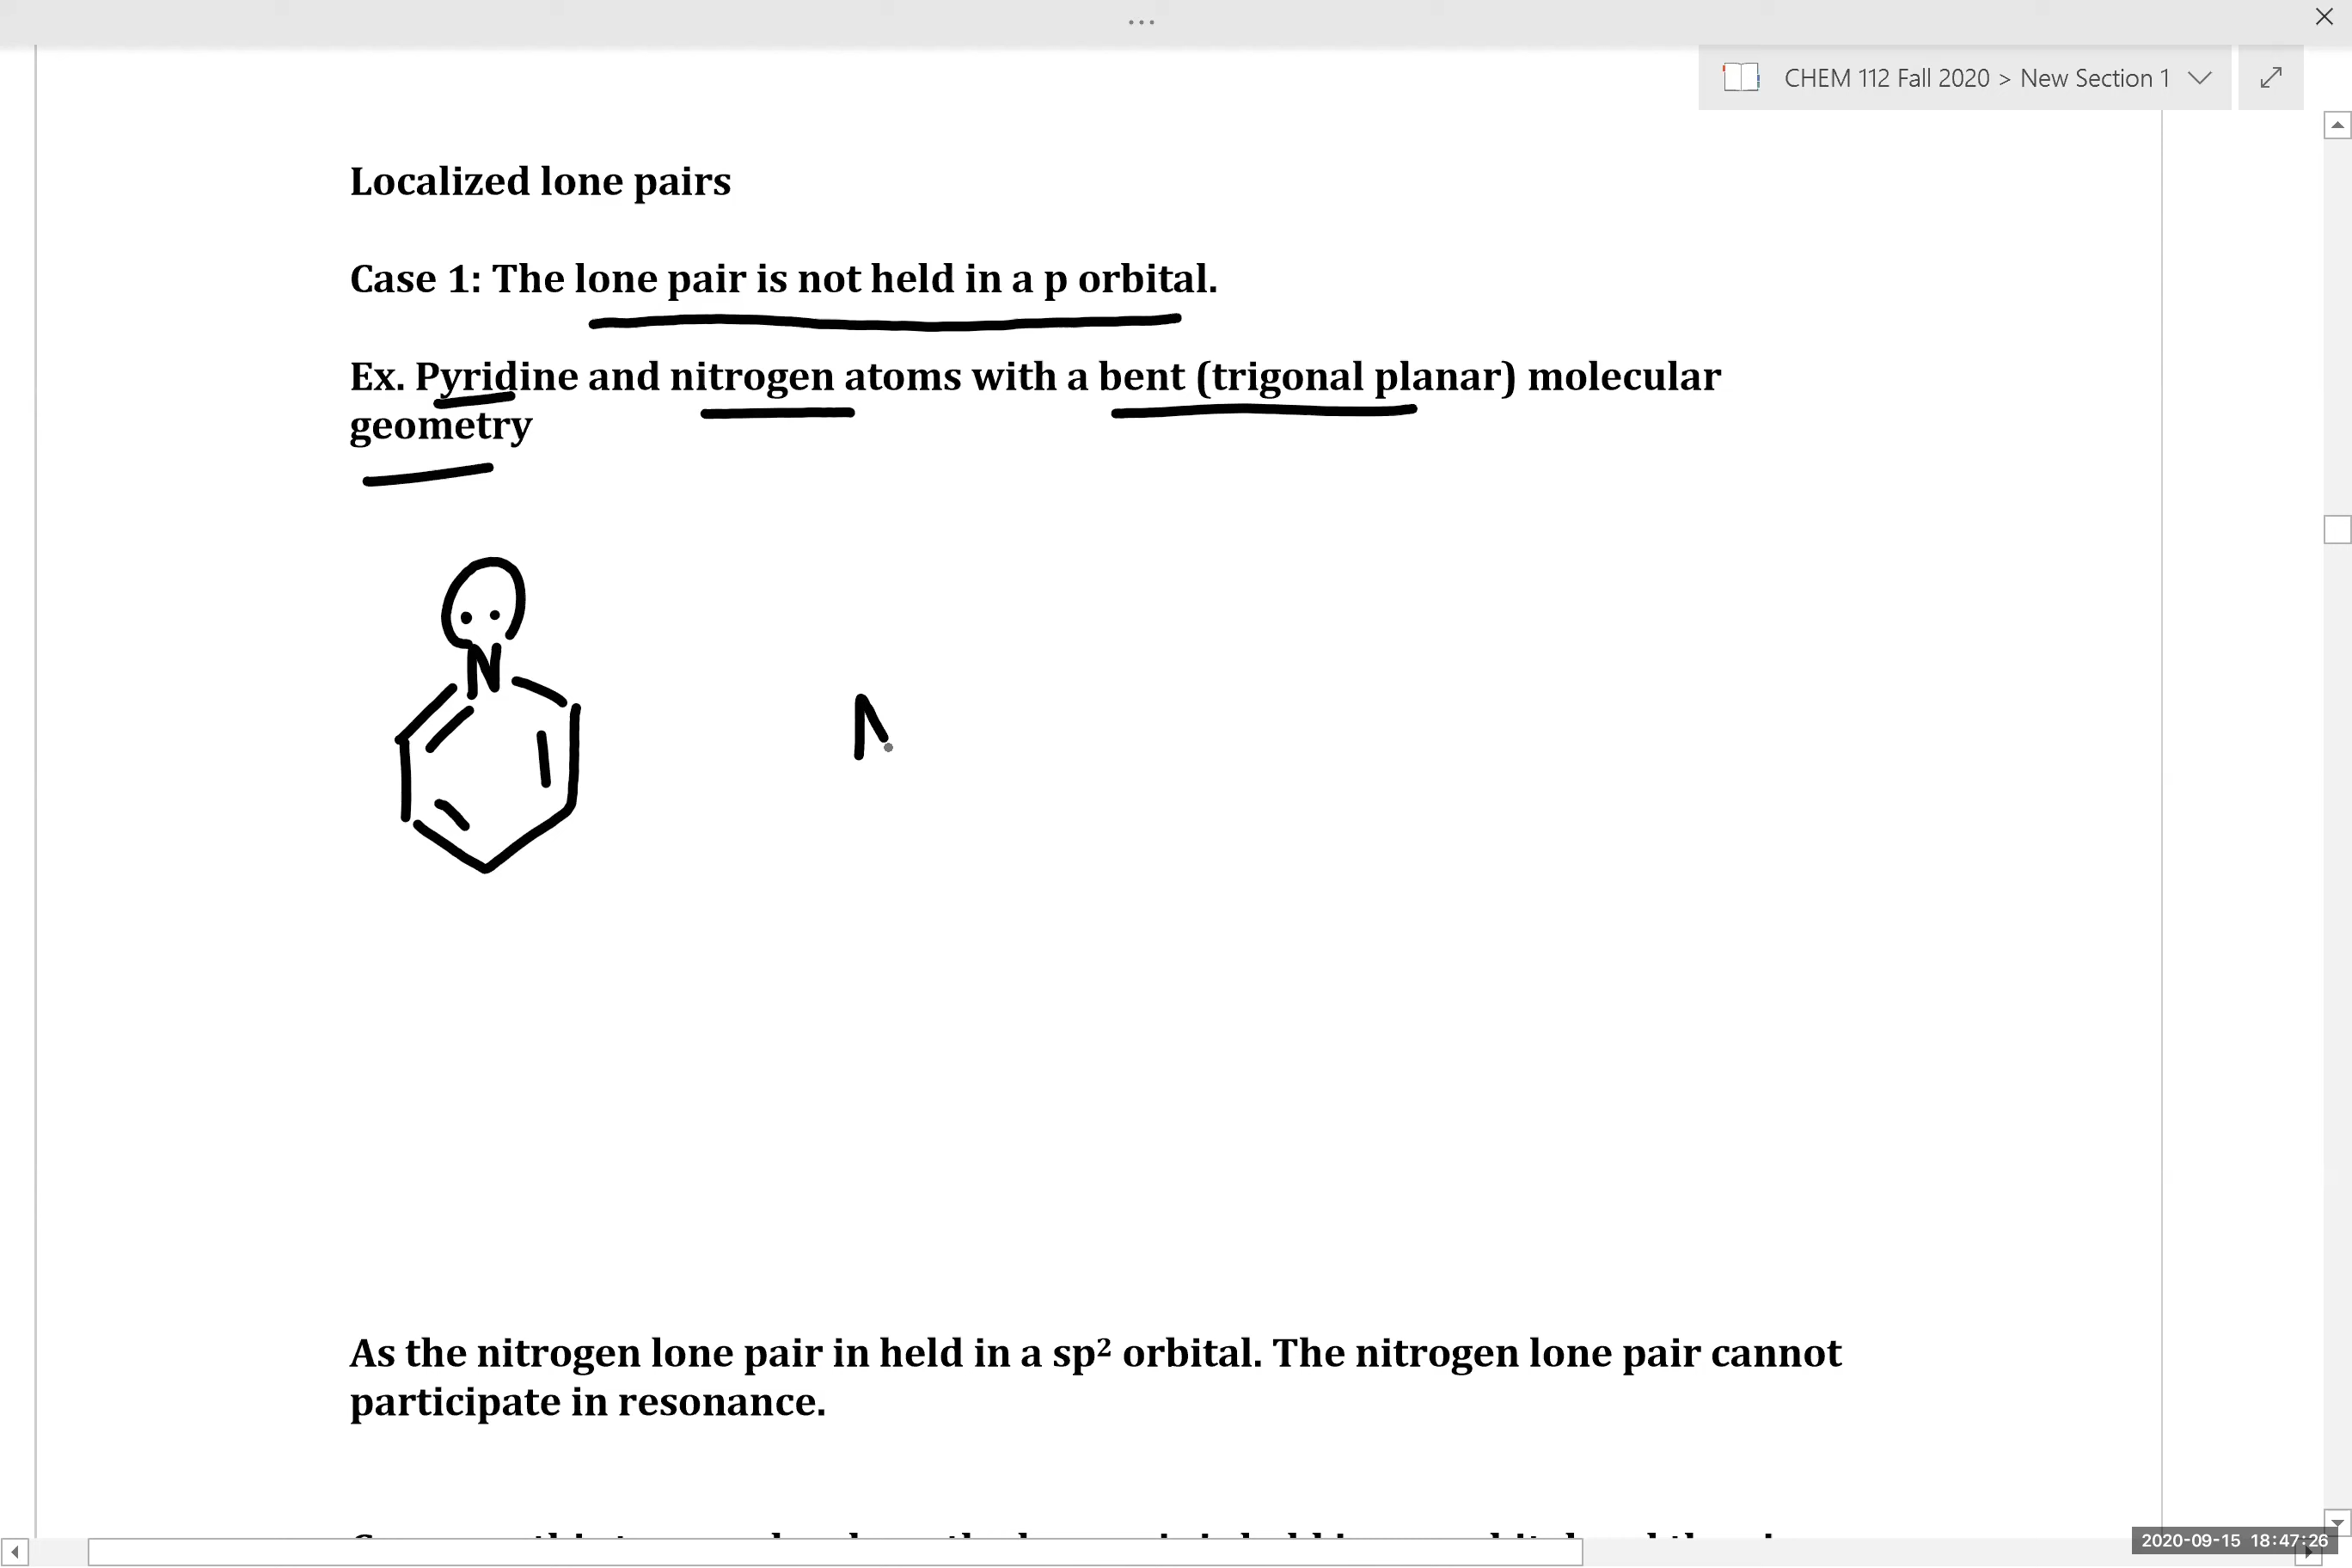 CHEM 112 Fall 2020 > New Section 1
Localized lone pairs
Case 1: The lone pair is not held in a p orbital.
Ex. Pyridine and nitrogen atoms with a bent (trigonal planar) molecular
geometry
N
As the nitrogen lone pair in held in a sp² orbital. The nitrogen lone pair cannot
participate in resonance.
2020-09-15 18:47:26